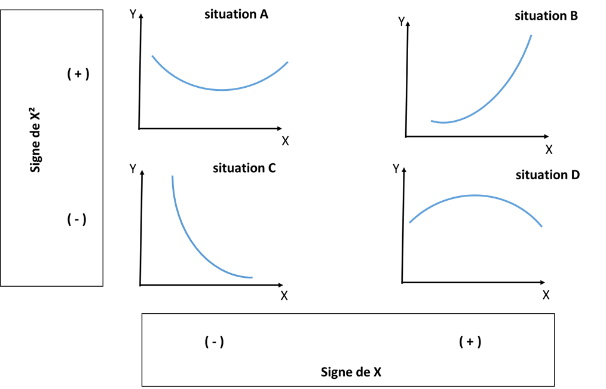 situation A
Y
X
situation B
Y
X
( + )
Signe de X²
( - )
situation C
Y
X
situation D
Y
X
( - )
( + )
Signe de X